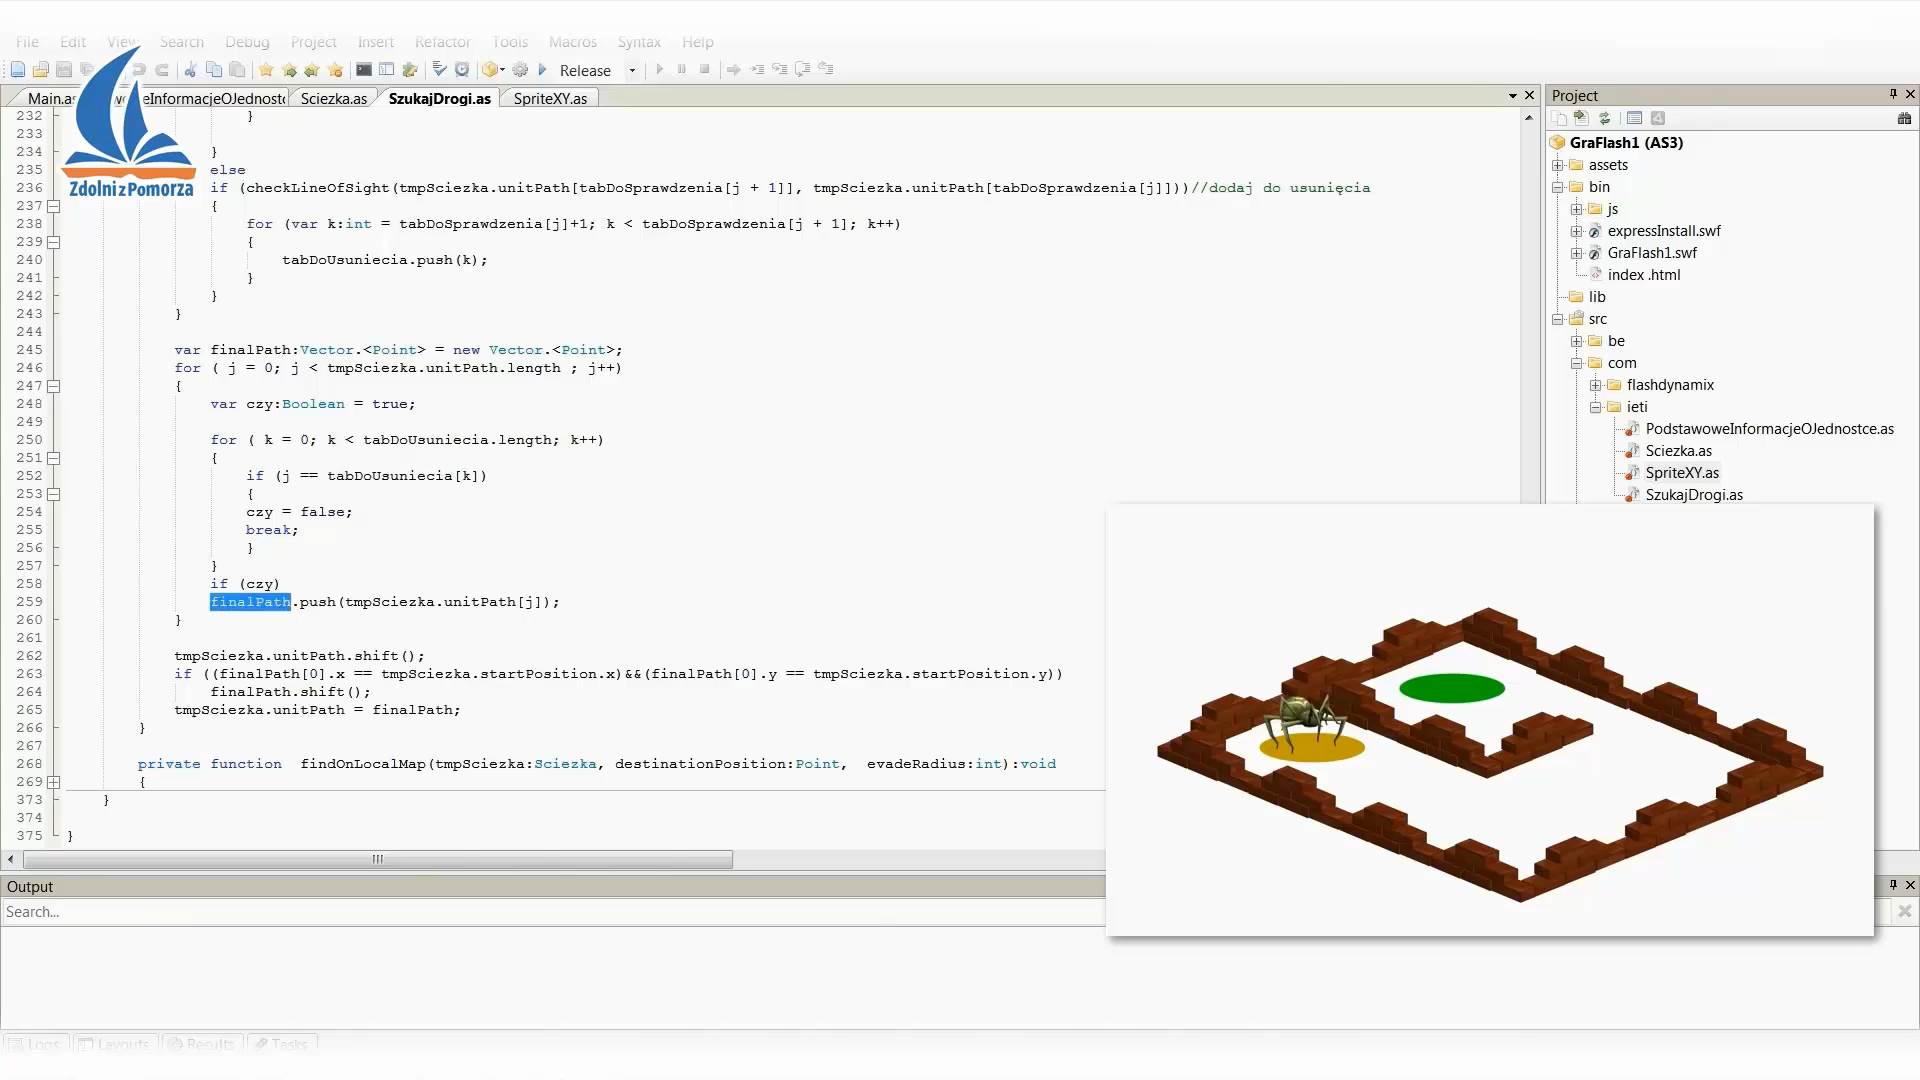 File Edit View Search Debug Project Insert Refactor Tools Macros Syntax Help
Release
Main.as oweInformacjeOJednostc Sciezka.as SzukajDrogi.as SpriteXY.as
Zdolni z Pomorza
232 }
233
234 }
235 else
236 if (checkLineOfSight(tmpSciezka.unitPath[tabDoSprawdzenia[j + 1]], tmpSciezka.unitPath[tabDoSprawdzenia[j]]))//dodaj do usunięcia
237 {
238 for (var k:int = tabDoSprawdzenia[j]+1; k < tabDoSprawdzenia[j + 1]; k++)
239 {
240 tabDoUsuniecia.push(k);
241 }
242 }
243 }
244
245 var finalPath:Vector.<Point> = new Vector.<Point>;
246 for ( j = 0; j < tmpSciezka.unitPath.length ; j++)
247 {
248 var czy:Boolean = true;
249
250 for ( k = 0; k < tabDoUsuniecia.length; k++)
251 {
252 if (j == tabDoUsuniecia[k])
253 {
254 czy = false;
255 break;
256 }
257 }
258 if (czy)
259 finalPath.push(tmpSciezka.unitPath[j]);
260 }
261
262 tmpSciezka.unitPath.shift();
263 if ((finalPath[0].x == tmpSciezka.startPosition.x)&&(finalPath[0].y == tmpSciezka.startPosition.y))
264 finalPath.shift();
265 tmpSciezka.unitPath = finalPath;
266 }
267
268 private function findOnLocalMap(tmpSciezka:Sciezka, destinationPosition:Point, evadeRadius:int):void
269 {
373 }
374
375 }
Project
GraFlash1 (AS3)
assets
bin
js
expressInstall.swf
GraFlash1.swf
index .html
lib
src
be
com
flashdynamix
ieti
PodstawoweInformacjeOJednostce.as
Sciezka.as
SpriteXY.as
SzukajDrogi.as
Output
Search...
Logs Layouts Results Tasks